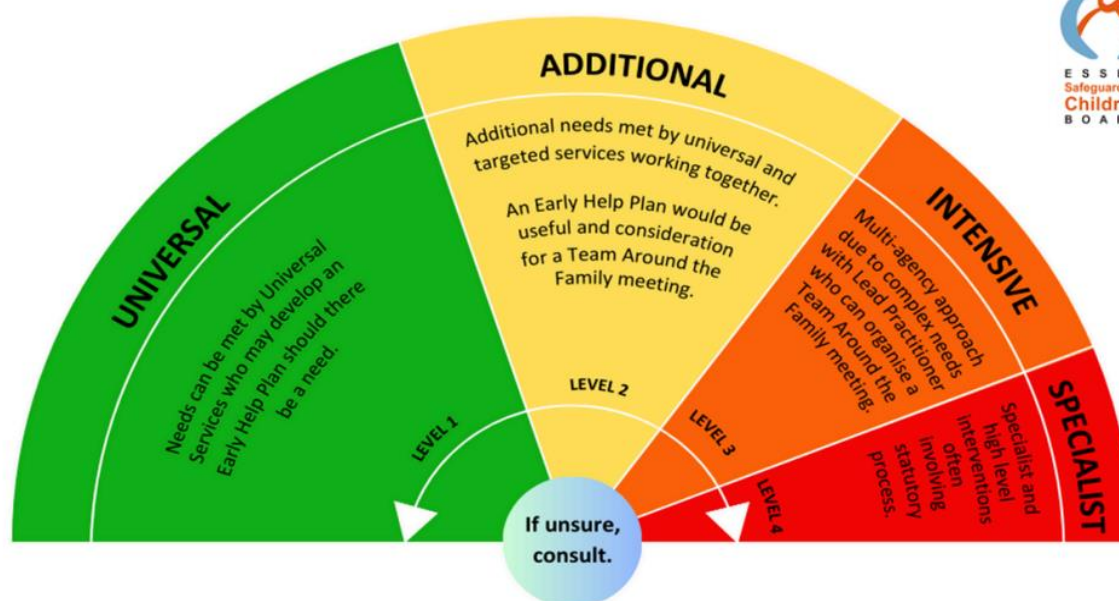 UNIVERSAL
Needs can be met by Universal
Services who may develop an
Early Help Plan should there
be a need.
LEVEL 1
ADDITIONAL
Additional needs met by universal and
targeted services working together.
An Early Help Plan would be
useful and consideration
for a Team Around the
Family meeting.
LEVEL 2
INTENSIVE
Multi-agency approach
due to complex needs
with Lead Practitioner
who can organise a
Team Around the
Family meeting.
LEVEL 3
SPECIALIST
Specialist and
high level
interventions
often
involving
statutory
process.
LEVEL 4
If unsure,
consult.